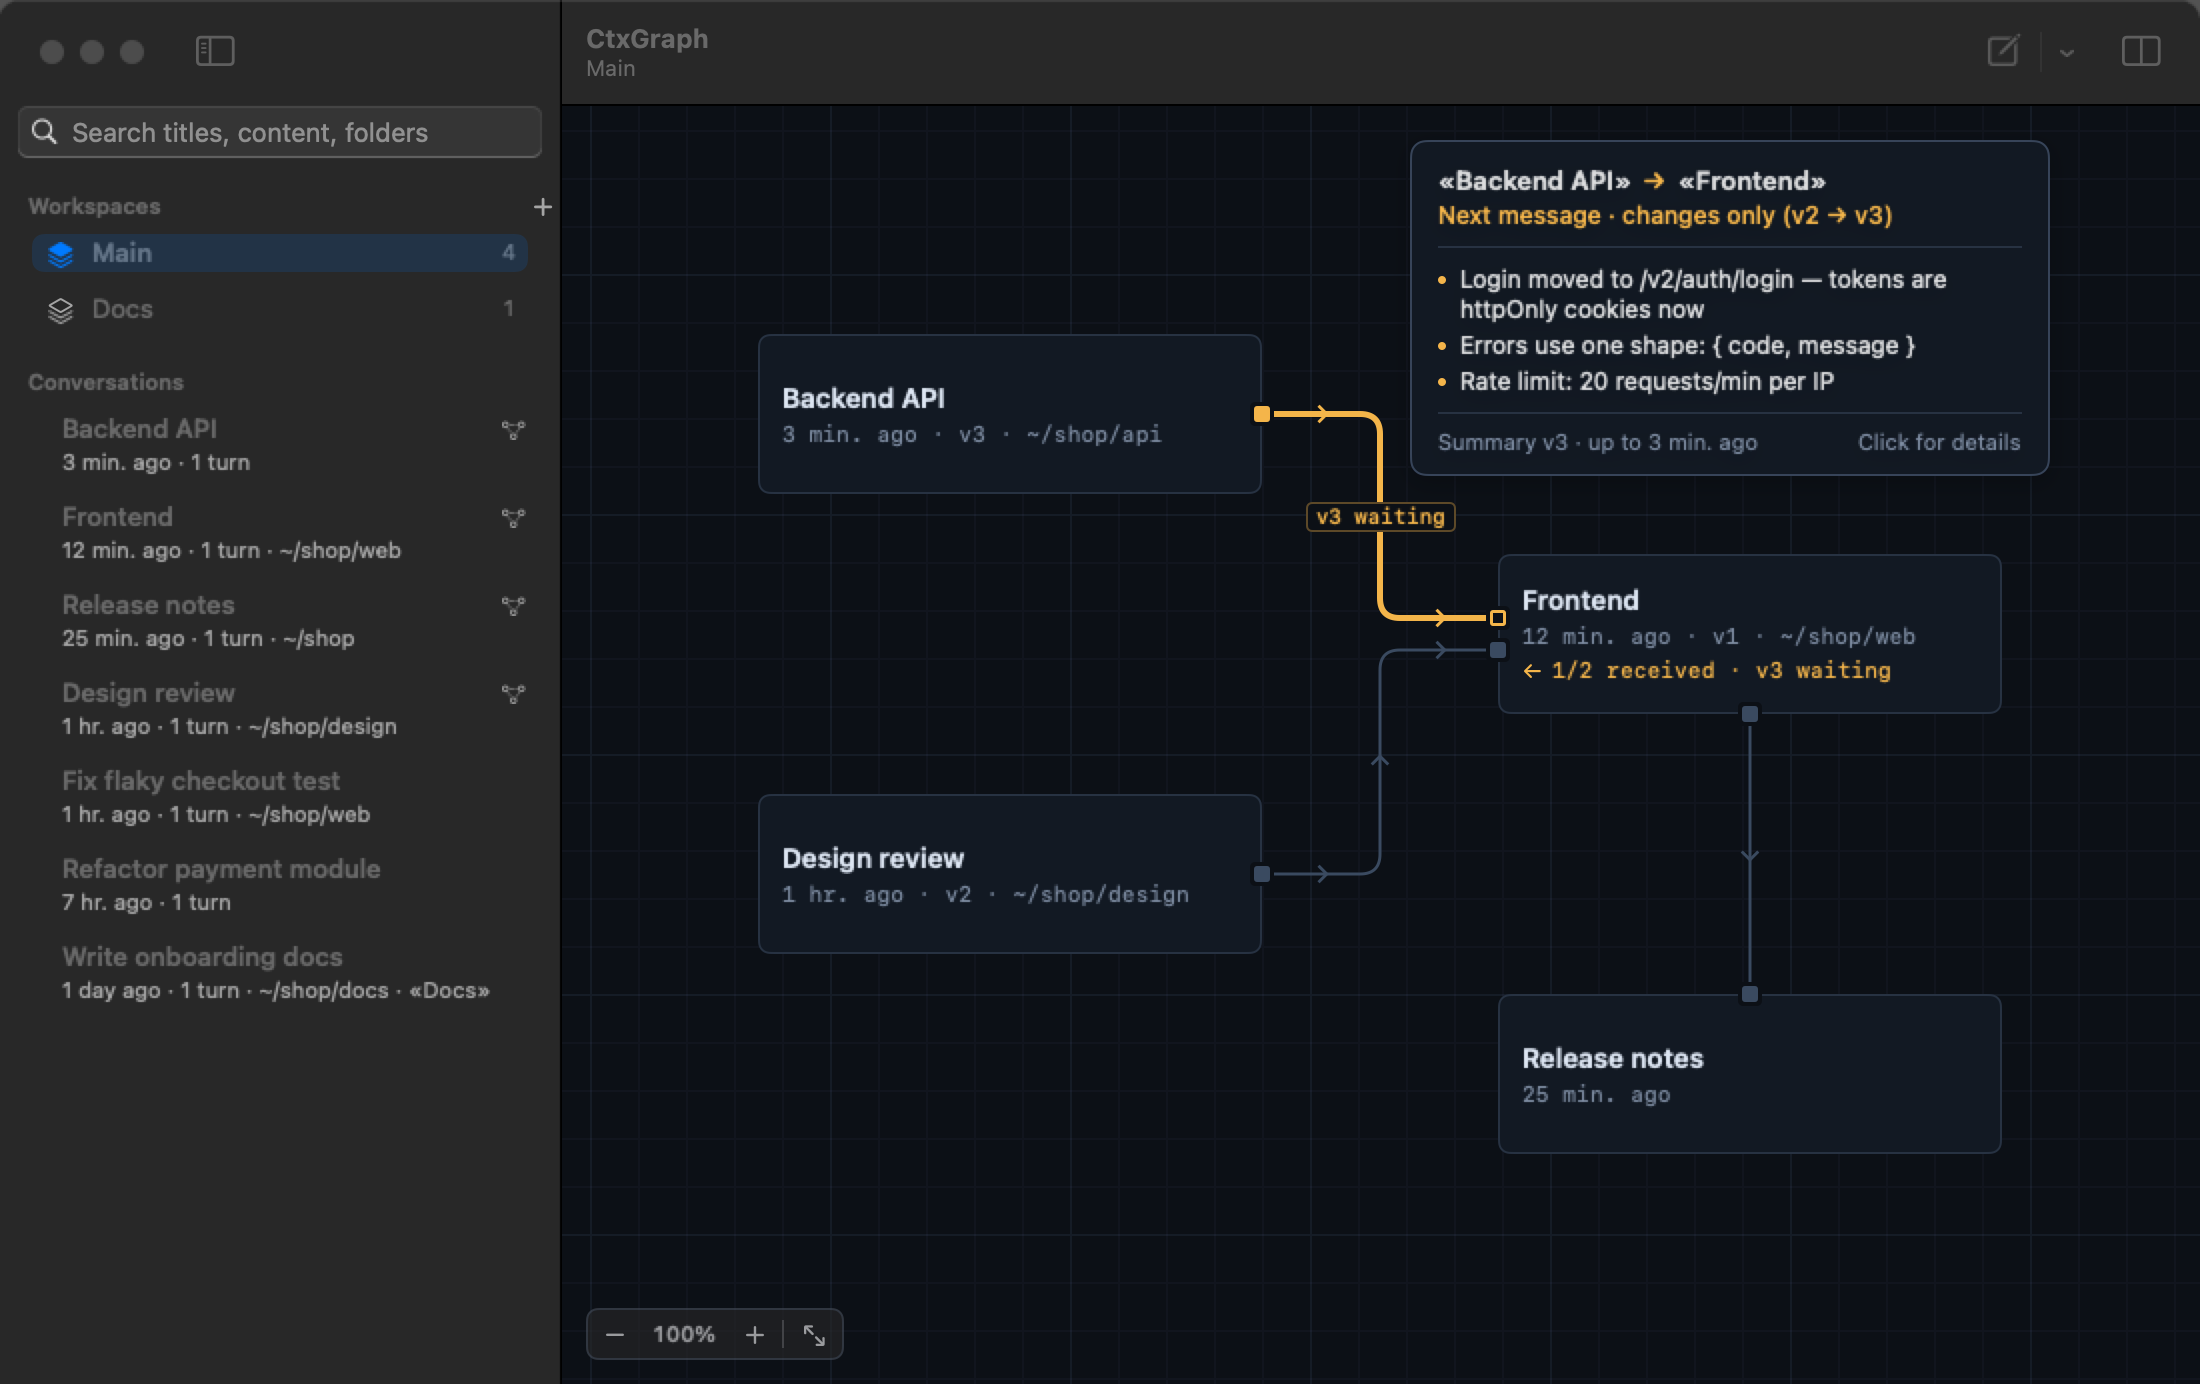 CtxGraph
Main
Search titles, content, folders
Workspaces
Main 4
Docs 1
Conversations
Backend API
3 min. ago · 1 turn
Frontend
12 min. ago · 1 turn · ~/shop/web
Release notes
25 min. ago · 1 turn · ~/shop
Design review
1 hr. ago · 1 turn · ~/shop/design
Fix flaky checkout test
1 hr. ago · 1 turn · ~/shop/web
Refactor payment module
7 hr. ago · 1 turn
Write onboarding docs
1 day ago · 1 turn · ~/shop/docs · «Docs»
«Backend API» → «Frontend»
Next message · changes only (v2 → v3)
Login moved to /v2/auth/login — tokens are
httpOnly cookies now
Errors use one shape: { code, message }
Rate limit: 20 requests/min per IP
Summary v3 · up to 3 min. ago Click for details
Backend API
3 min. ago · v3 · ~/shop/api
v3 waiting
Frontend
12 min. ago · v1 · ~/shop/web
← 1/2 received · v3 waiting
Design review
1 hr. ago · v2 · ~/shop/design
Release notes
25 min. ago
− 100% +